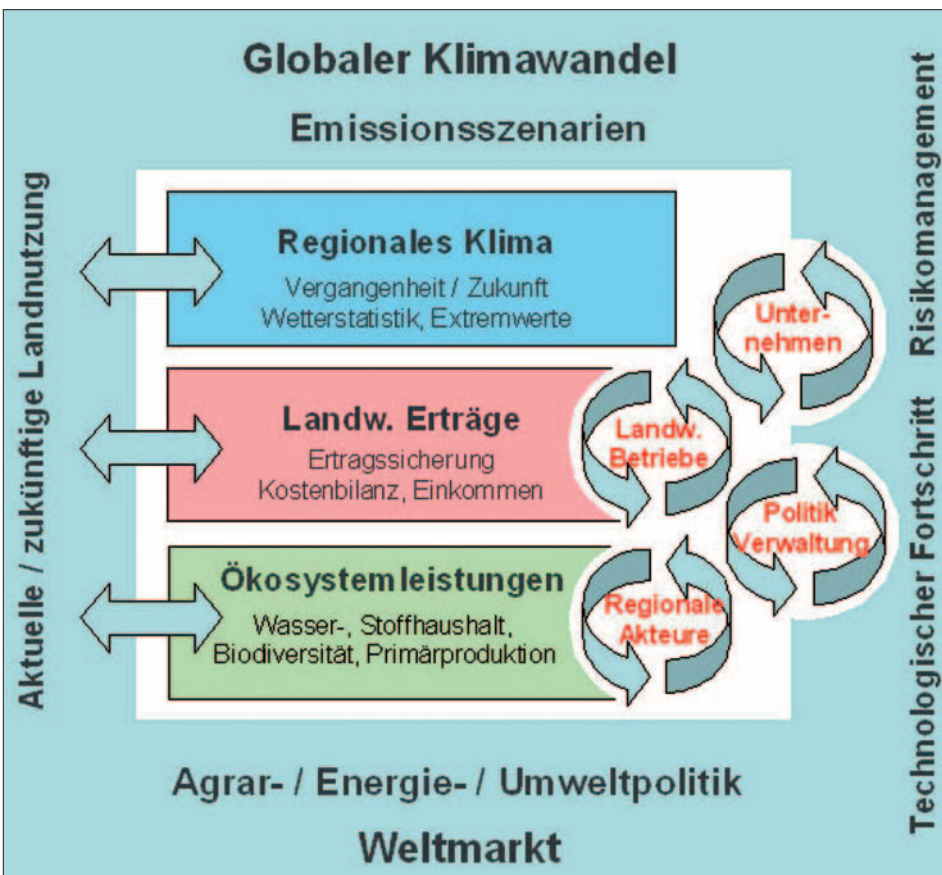 Globaler Klimawandel
Emissionsszenarien
Aktuelle / zukünftige Landnutzung
Regionales Klima
Vergangenheit / Zukunft
Wetterstatistik, Extremwerte
Landw. Erträge
Ertragssicherung
Kostenbilanz, Einkommen
Ökosystemleistungen
Wasser-, Stoffhaushalt,
Biodiversität, Primärproduktion
Unter-
nehmen
Landw.
Betriebe
Politik
Verwaltung
Regionale
Akteure
Technologischer Fortschritt Risikomanagement
Agrar- / Energie- / Umweltpolitik
Weltmarkt